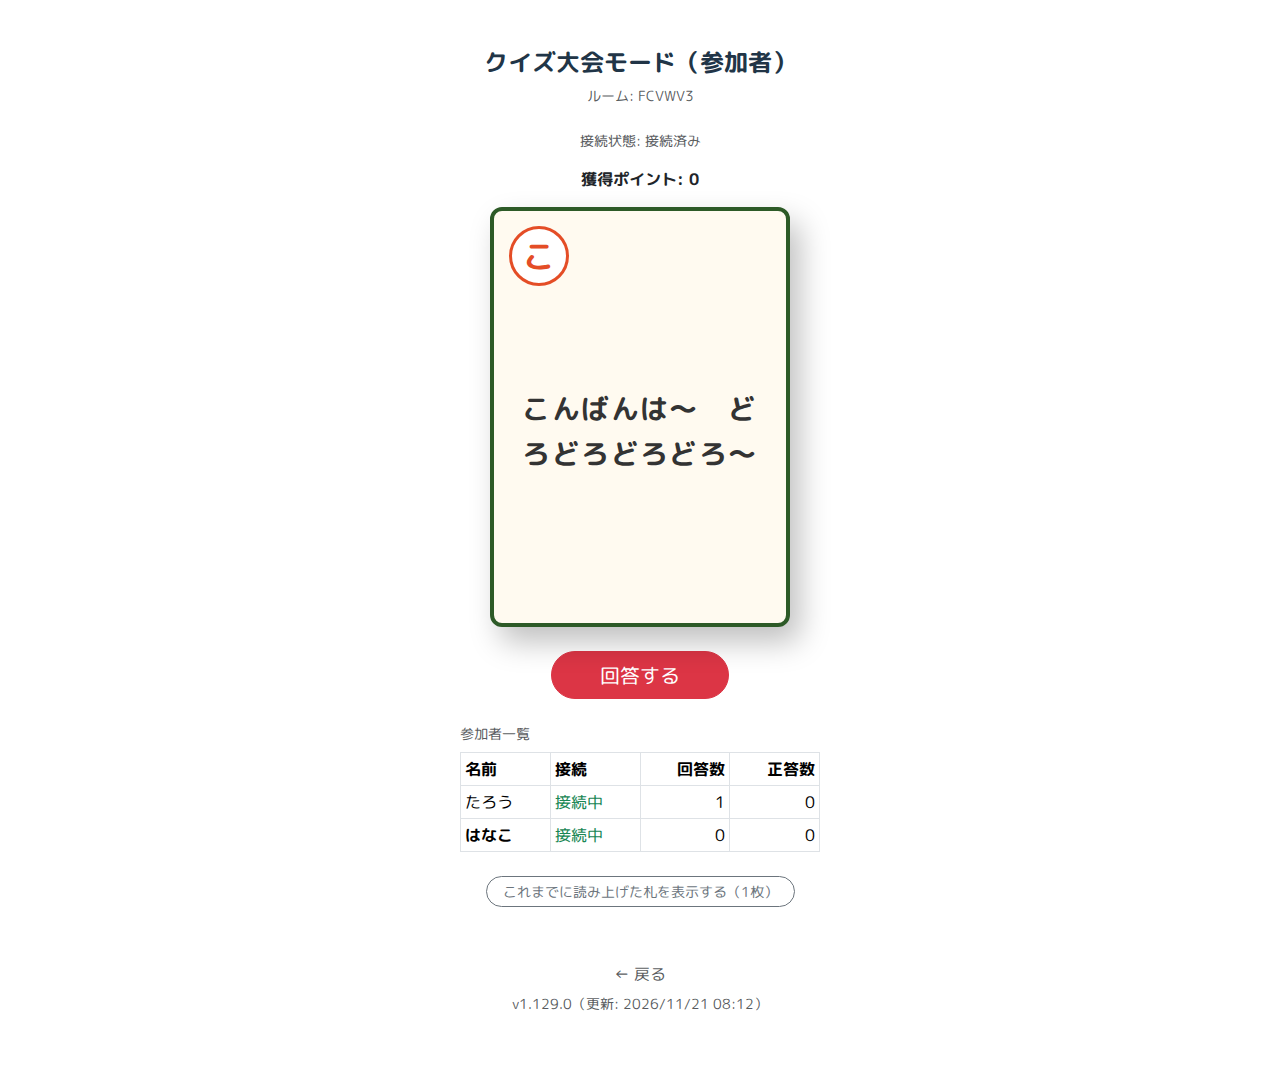 クイズ大会モード（参加者）
ルーム: FCVWV3
接続状態: 接続済み
獲得ポイント: 0
こ
こんばんは～　ど
ろどろどろどろ～
回答する
参加者一覧
名前 接続 回答数 正答数
たろう 接続中 1 0
はなこ 接続中 0 0
これまでに読み上げた札を表示する（1枚）
← 戻る
v1.129.0（更新: 2026/11/21 08:12）